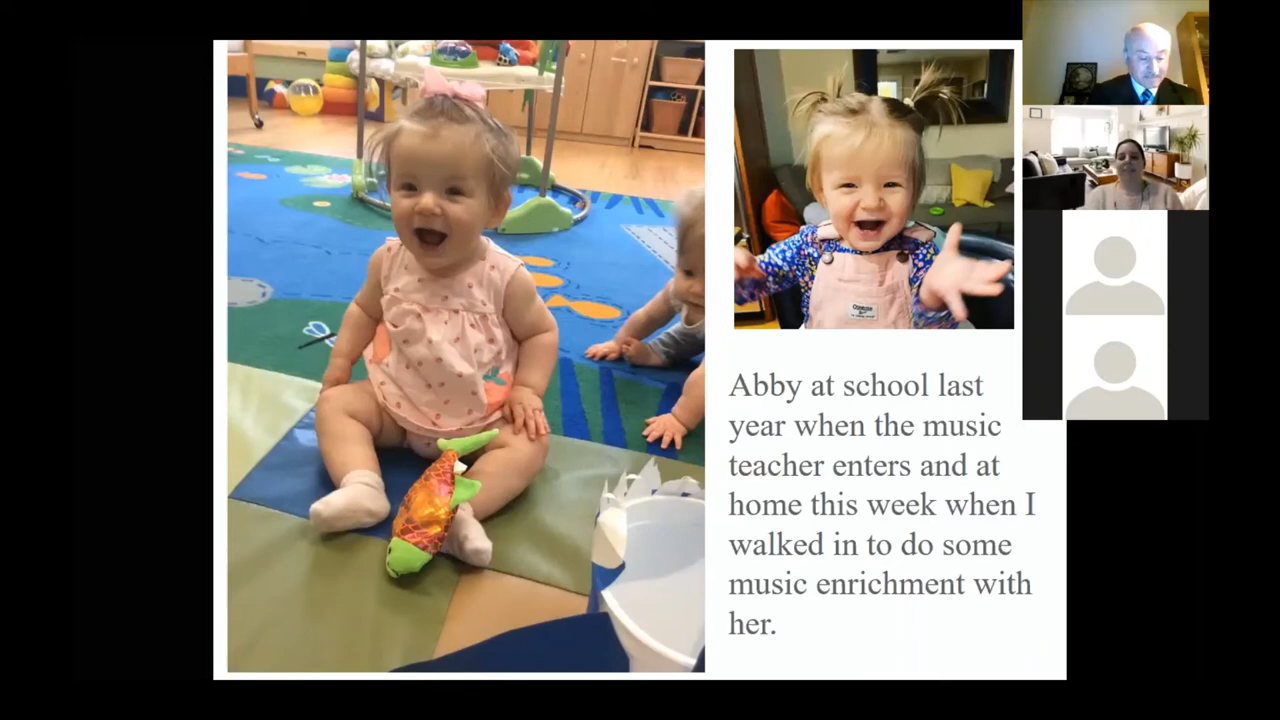 Abby at school last
year when the music
teacher enters and at
home this week when I
walked in to do some
music enrichment with
her.